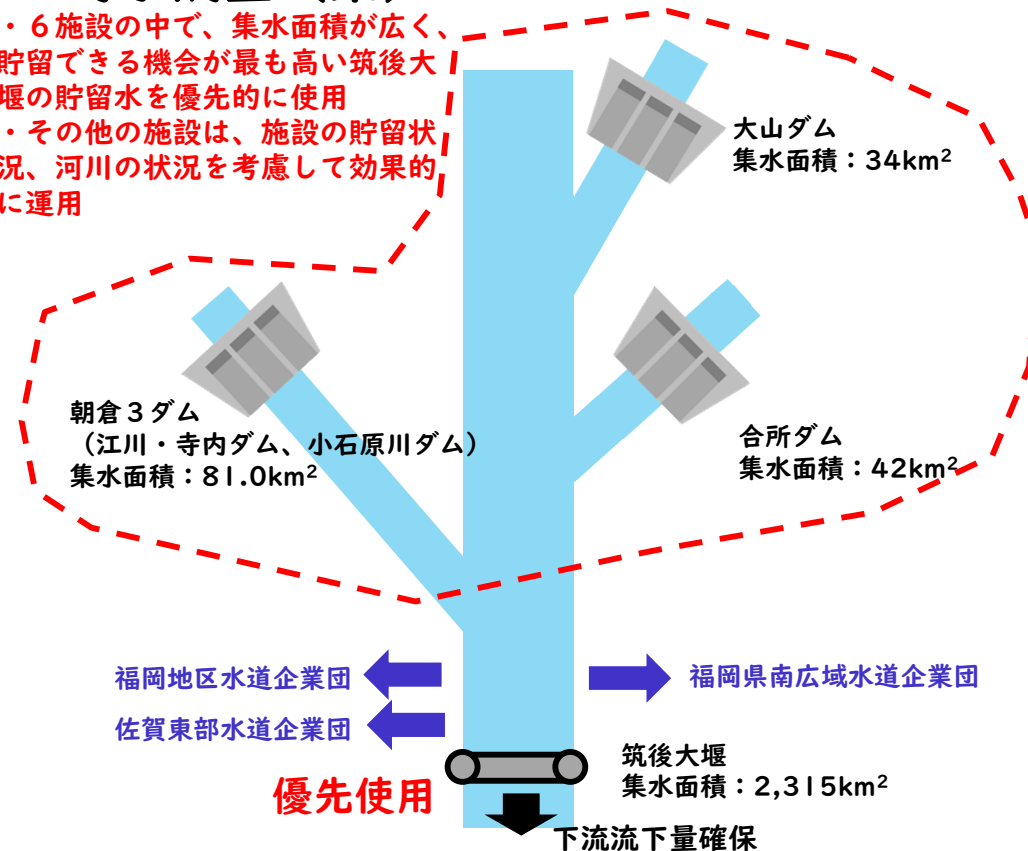 ・６施設の中で、集水面積が広く、
貯留できる機会が最も高い筑後大
堰の貯留水を優先的に使用
・その他の施設は、施設の貯留状
況、河川の状況を考慮して効果的
に運用
大山ダム
集水面積：34km²
朝倉３ダム
（江川・寺内ダム、小石原川ダム）
集水面積：81.0km²
合所ダム
集水面積：42km²
福岡地区水道企業団
福岡県南広域水道企業団
佐賀東部水道企業団
優先使用
筑後大堰
集水面積：2,315km²
下流流下量確保